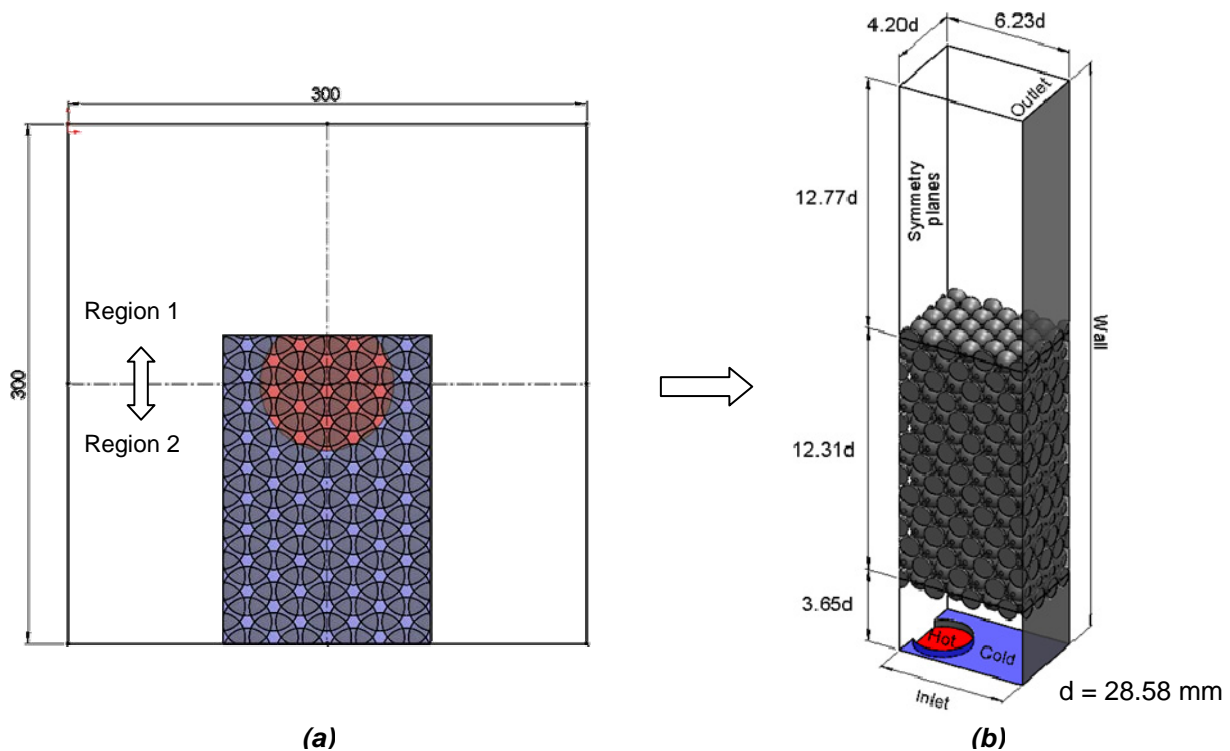 300
300
Region 1
Region 2
(a)
4.20d
6.23d
Outlet
Symmetry
planes
12.77d
Wall
12.31d
3.65d
Hot
Cold
Inlet
d = 28.58 mm
(b)